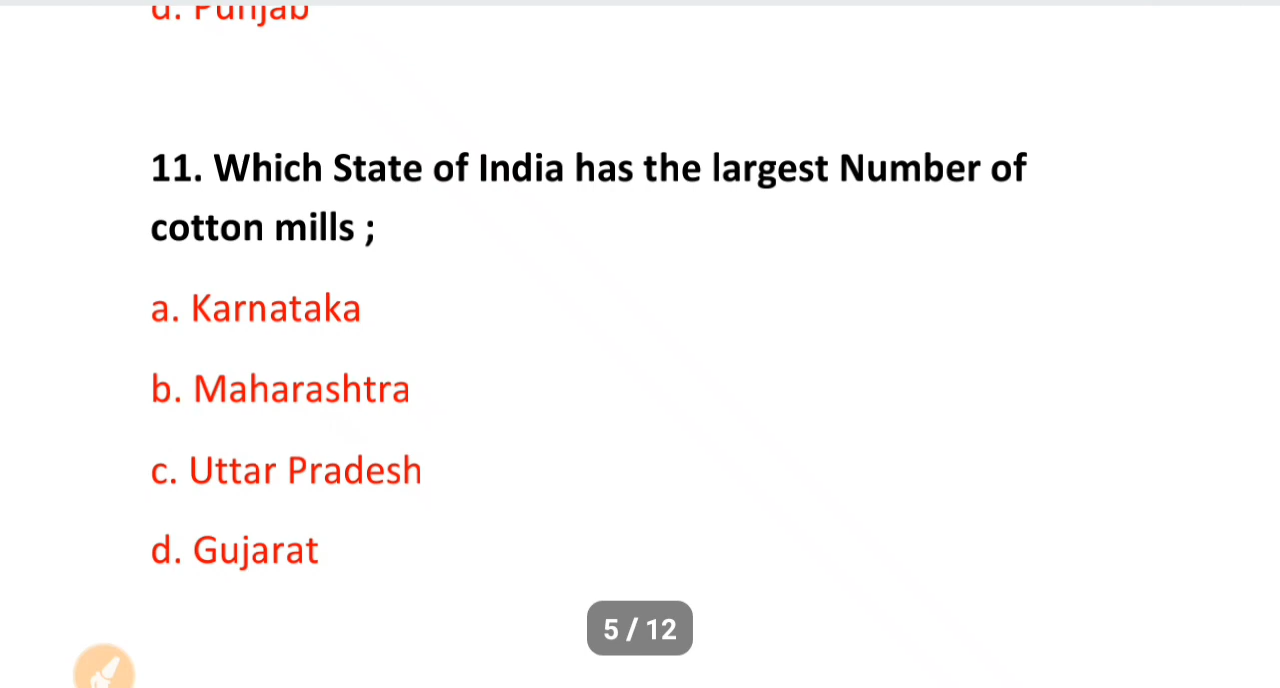 d. Punjab
11. Which State of India has the largest Number of
cotton mills ;
a. Karnataka
b. Maharashtra
c. Uttar Pradesh
d. Gujarat
5 / 12